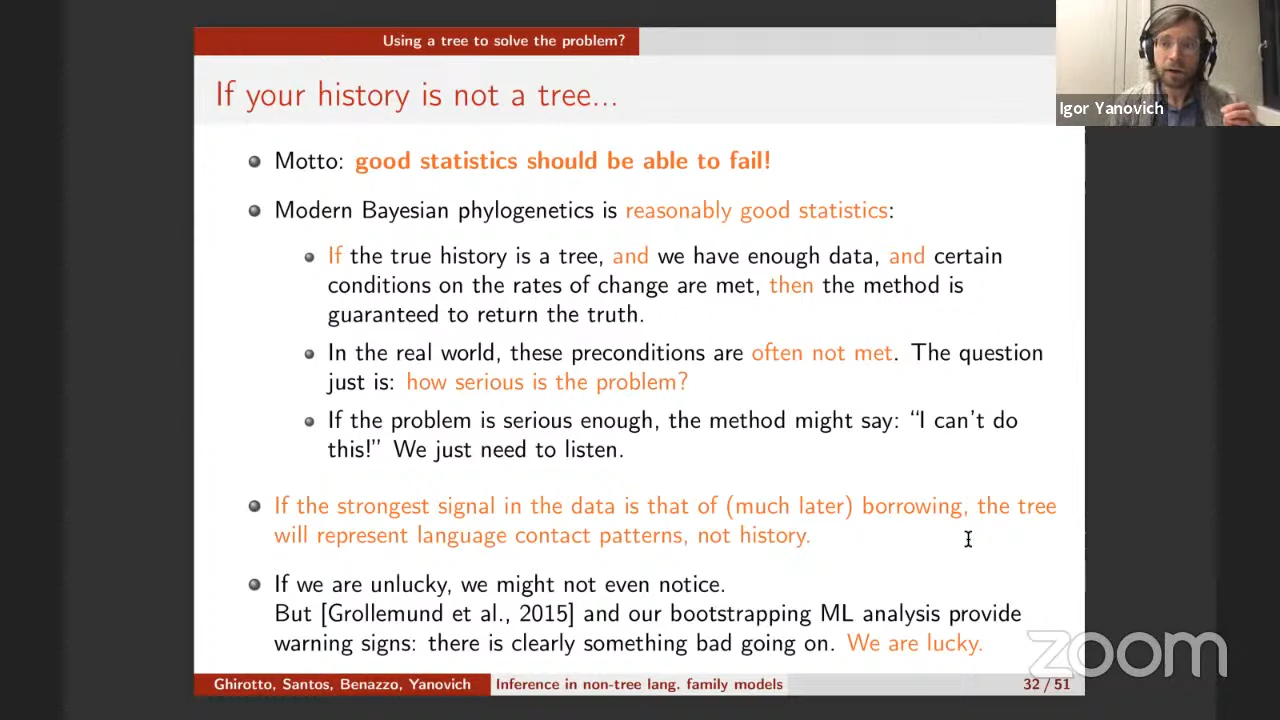 Using a tree to solve the problem?
If your history is not a tree...
Igor Yanovich
Motto: good statistics should be able to fail!
Modern Bayesian phylogenetics is reasonably good statistics:
If the true history is a tree, and we have enough data, and certain
conditions on the rates of change are met, then the method is
guaranteed to return the truth.
In the real world, these preconditions are often not met. The question
just is: how serious is the problem?
If the problem is serious enough, the method might say: “I can't do
this!” We just need to listen.
If the strongest signal in the data is that of (much later) borrowing, the tree
will represent language contact patterns, not history.
If we are unlucky, we might not even notice.
But [Grollemund et al., 2015] and our bootstrapping ML analysis provide
warning signs: there is clearly something bad going on. We are lucky.
zoom
Ghirotto, Santos, Benazzo, Yanovich Inference in non-tree lang. family models 32 / 51